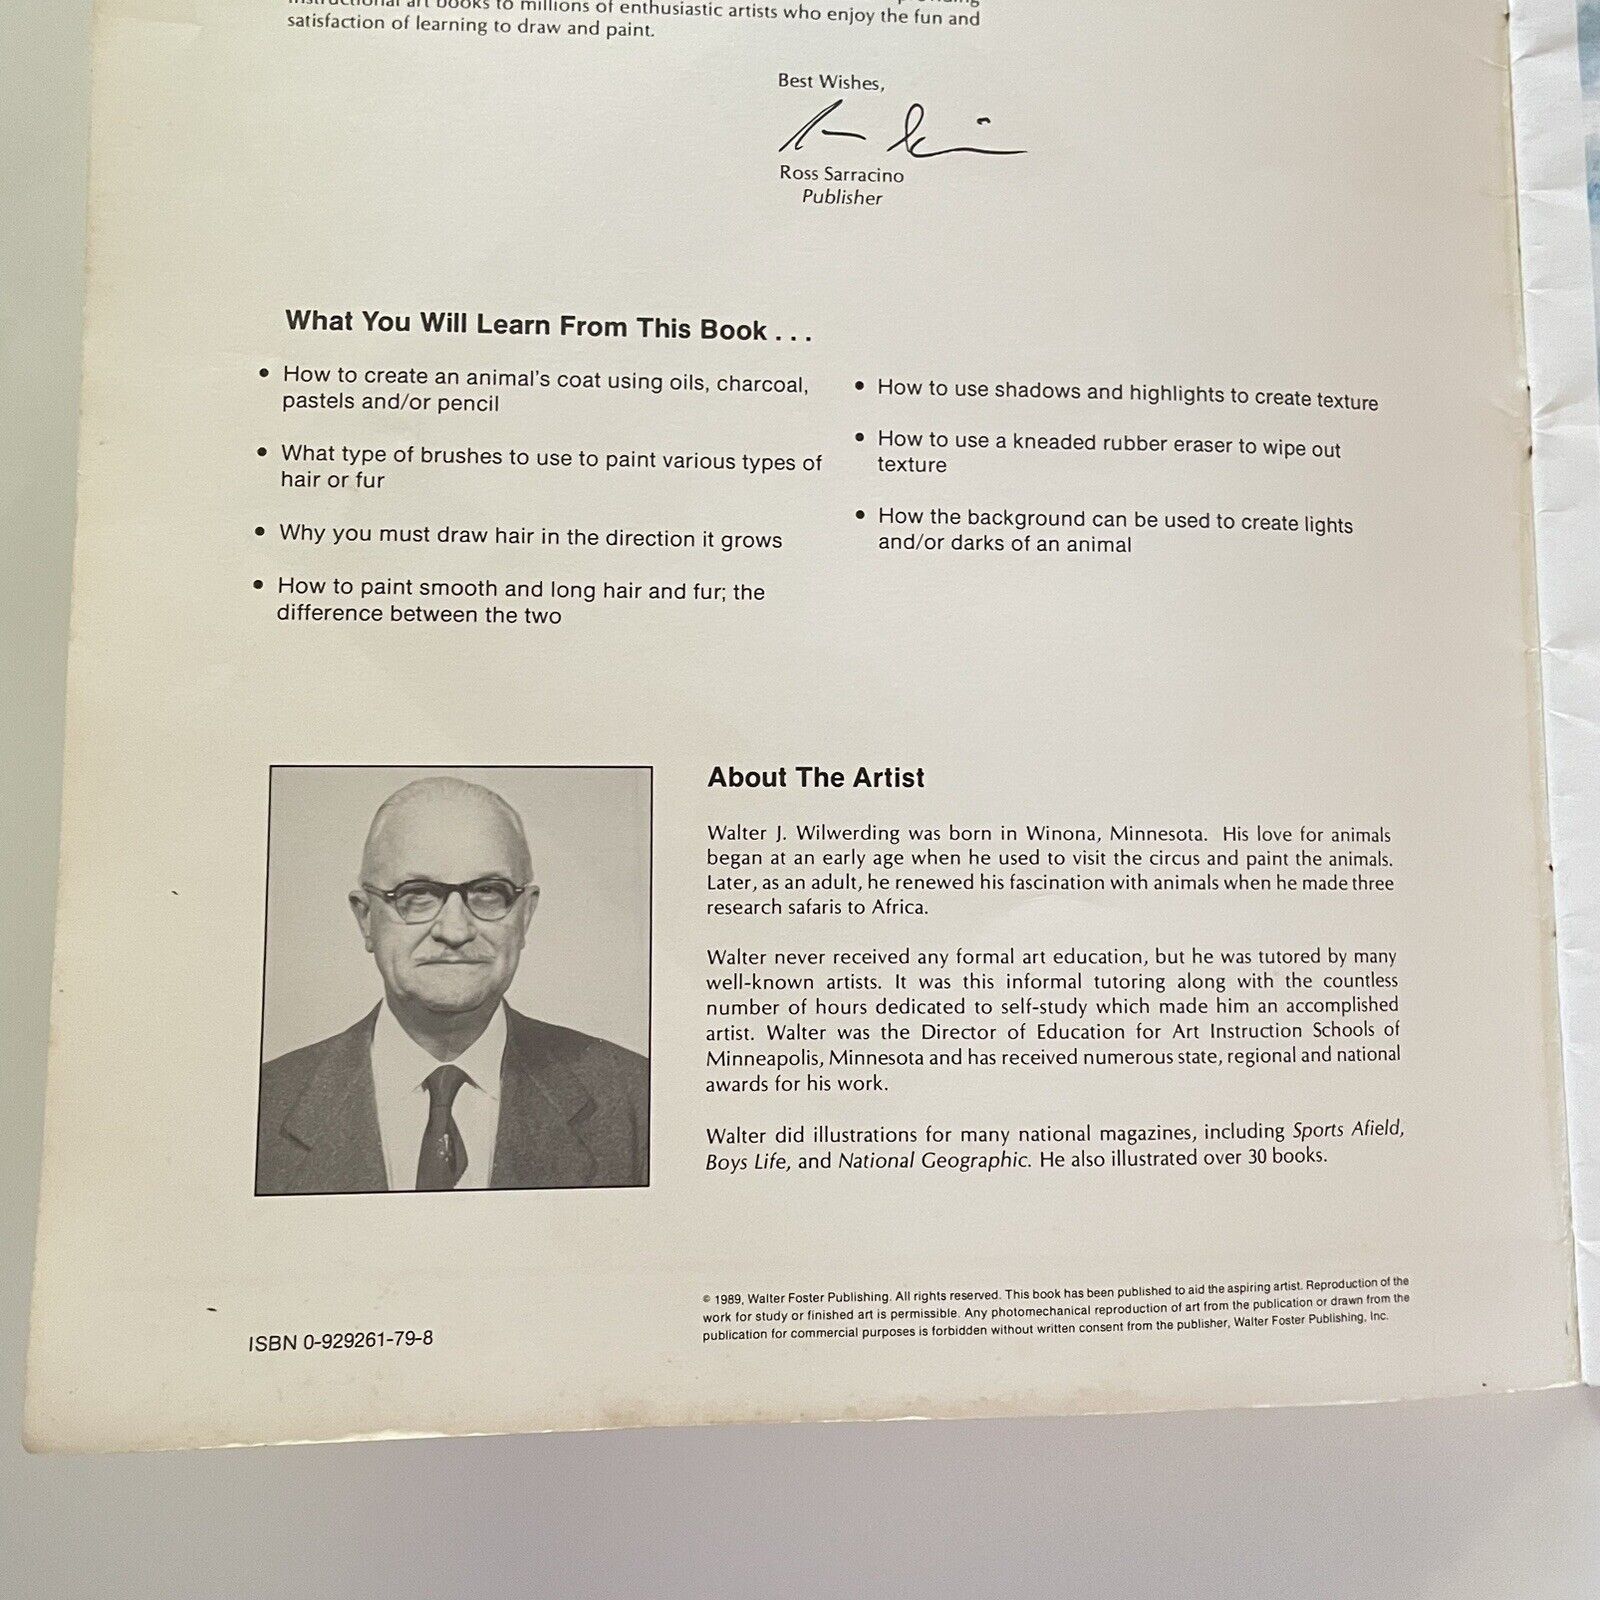 art books to millions of enthusiastic artists who enjoy the fun and
satisfaction of learning to draw and paint.
Best Wishes,
Ross Sarracino
Publisher
What You Will Learn From This Book . . .
• How to create an animal's coat using oils, charcoal,
pastels and/or pencil
• What type of brushes to use to paint various types of
hair or fur
• Why you must draw hair in the direction it grows
• How to paint smooth and long hair and fur; the
difference between the two
• How to use shadows and highlights to create texture
• How to use a kneaded rubber eraser to wipe out
texture
• How the background can be used to create lights
and/or darks of an animal
About The Artist
Walter J. Wilwerding was born in Winona, Minnesota. His love for animals
began at an early age when he used to visit the circus and paint the animals.
Later, as an adult, he renewed his fascination with animals when he made three
research safaris to Africa.
Walter never received any formal art education, but he was tutored by many
well-known artists. It was this informal tutoring along with the countless
number of hours dedicated to self-study which made him an accomplished
artist. Walter was the Director of Education for Art Instruction Schools of
Minneapolis, Minnesota and has received numerous state, regional and national
awards for his work.
Walter did illustrations for many national magazines, including Sports Afield,
Boys Life, and National Geographic. He also illustrated over 30 books.
© 1989, Walter Foster Publishing. All rights reserved. This book has been published to aid the aspiring artist. Reproduction of the
work for study or finished art is permissible. Any photomechanical reproduction of art from the publication or drawn from the
publication for commercial purposes is forbidden without written consent from the publisher, Walter Foster Publishing, Inc.
ISBN 0-929261-79-8